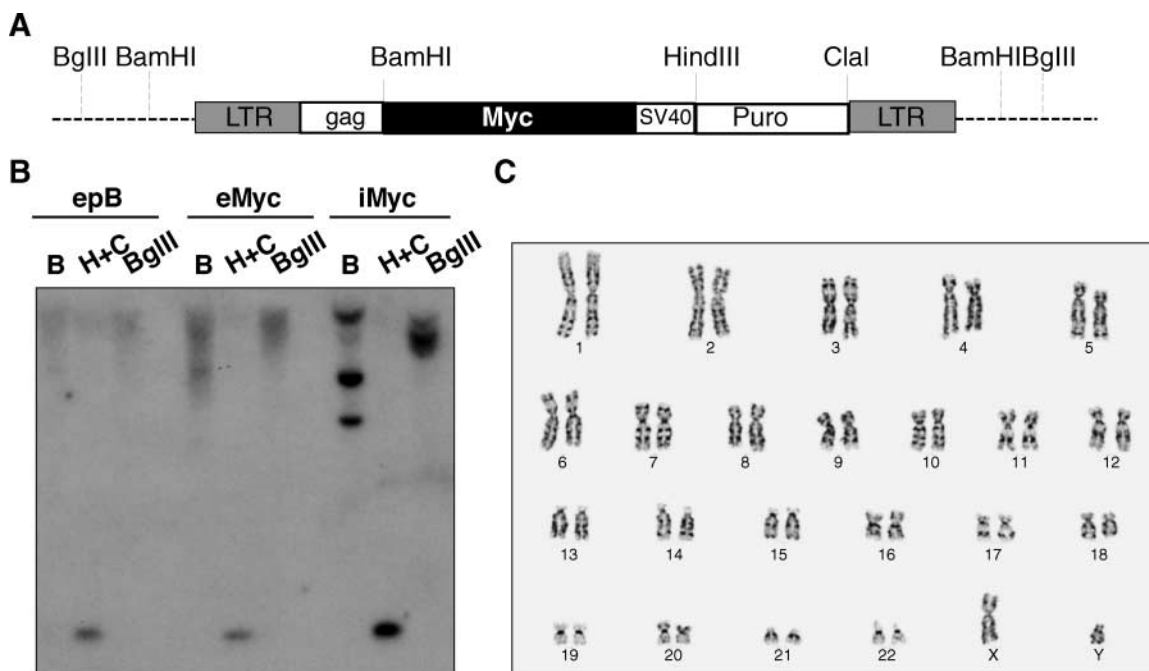 A
BglII BamHI BamHI HindIII ClaI BamHI BglII
LTR gag Myc SV40 Puro LTR
B
epB eMyc iMyc
B H+C BglII B H+C BglII B H+C BglII
C
1 2 3 4 5
6 7 8 9 10 11 12
13 14 15 16 17 18
19 20 21 22 X Y